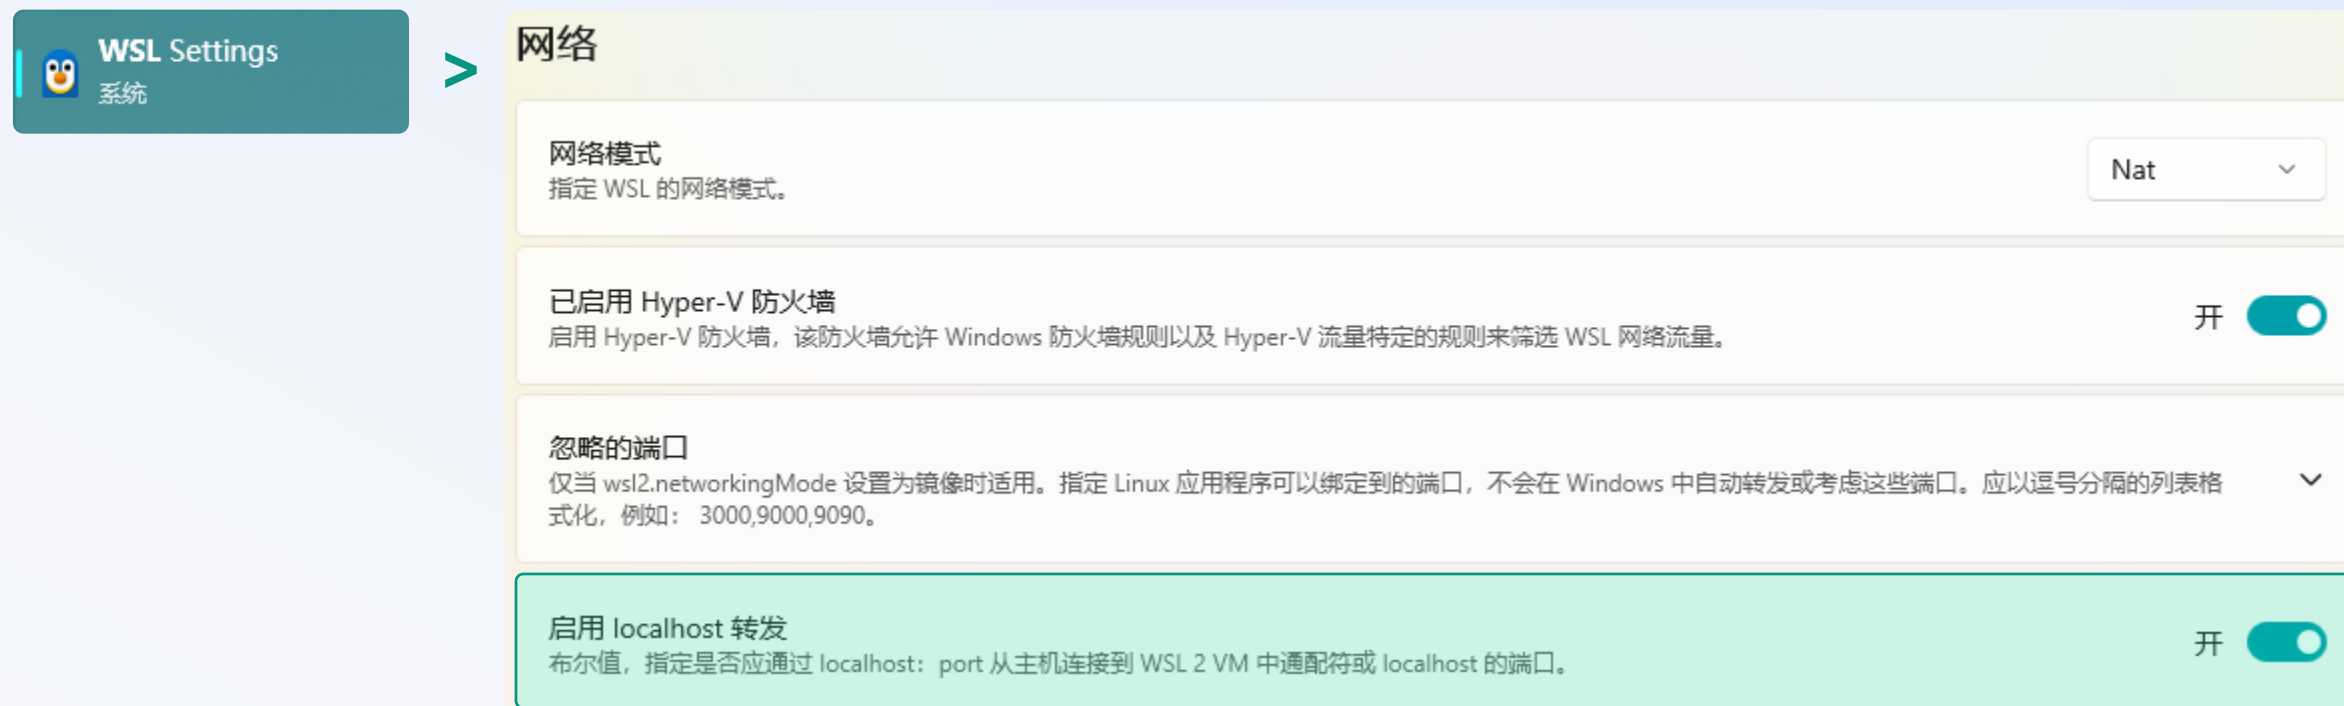 WSL Settings
系统
>
网络
网络模式
指定 WSL 的网络模式。
Nat
已启用 Hyper-V 防火墙
启用 Hyper-V 防火墙，该防火墙允许 Windows 防火墙规则以及 Hyper-V 流量特定的规则来筛选 WSL 网络流量。
开
忽略的端口
仅当 wsl2.networkingMode 设置为镜像时适用。指定 Linux 应用程序可以绑定到的端口，不会在 Windows 中自动转发或考虑这些端口。应以逗号分隔的列表格
式化，例如： 3000,9000,9090。
启用 localhost 转发
布尔值，指定是否应通过 localhost：port 从主机连接到 WSL 2 VM 中通配符或 localhost 的端口。
开